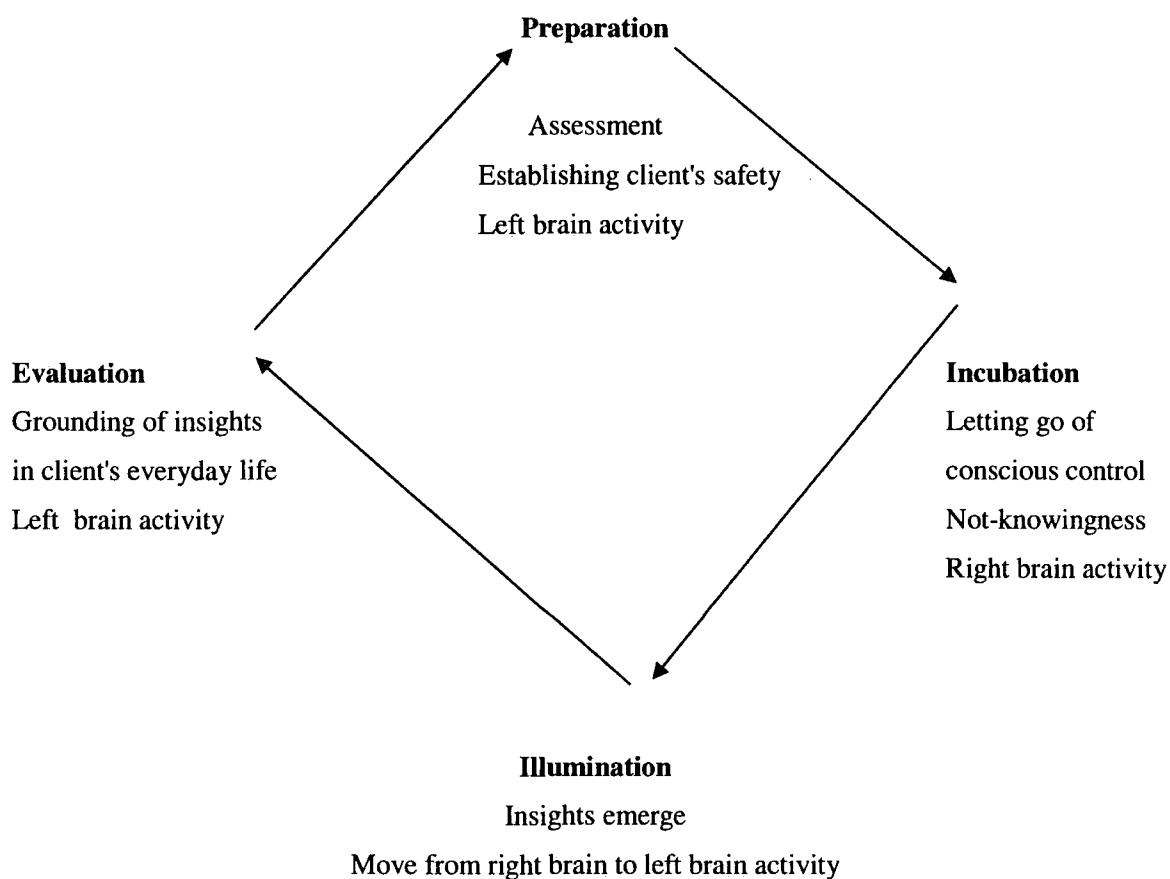 Preparation
Assessment
Establishing client's safety
Left brain activity
Evaluation
Grounding of insights
in client's everyday life
Left brain activity
Incubation
Letting go of
conscious control
Not-knowingness
Right brain activity
Illumination
Insights emerge
Move from right brain to left brain activity